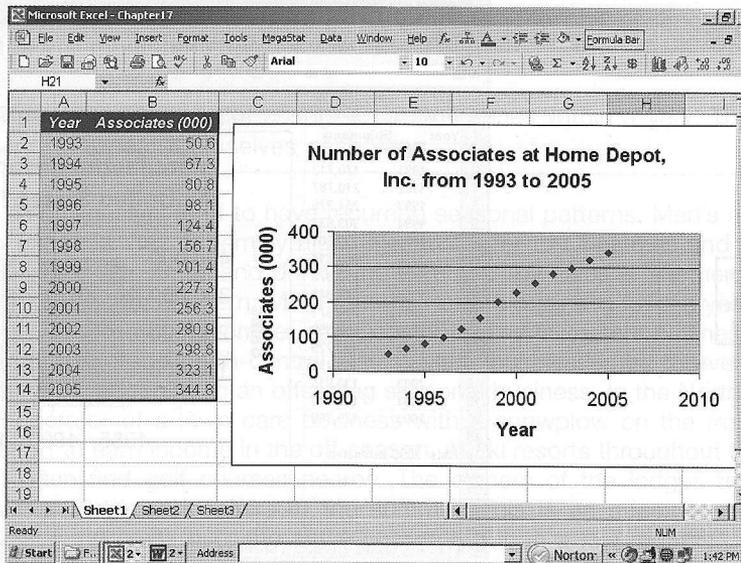 Microsoft Excel - Chapter17
File Edit View Insert Format Tools MegaStat Data Window Help Formula Bar
Arial 10
H21 fx
A B C D E F G H I
1 Year Associates (000)
2 1993 50.6
3 1994 67.3
4 1995 80.8
5 1996 98.1
6 1997 124.4
7 1998 156.7
8 1999 201.4
9 2000 227.3
10 2001 256.3
11 2002 280.9
12 2003 298.8
13 2004 323.1
14 2005 344.8
15
16
17
18
19
Number of Associates at Home Depot,
Inc. from 1993 to 2005
Associates (000)
400
300
200
100
0
1990 1995 2000 2005 2010
Year
Sheet1 / Sheet2 / Sheet3 /
Ready NUM
Start F.. 2 2 Address Norton « 1:42 PM